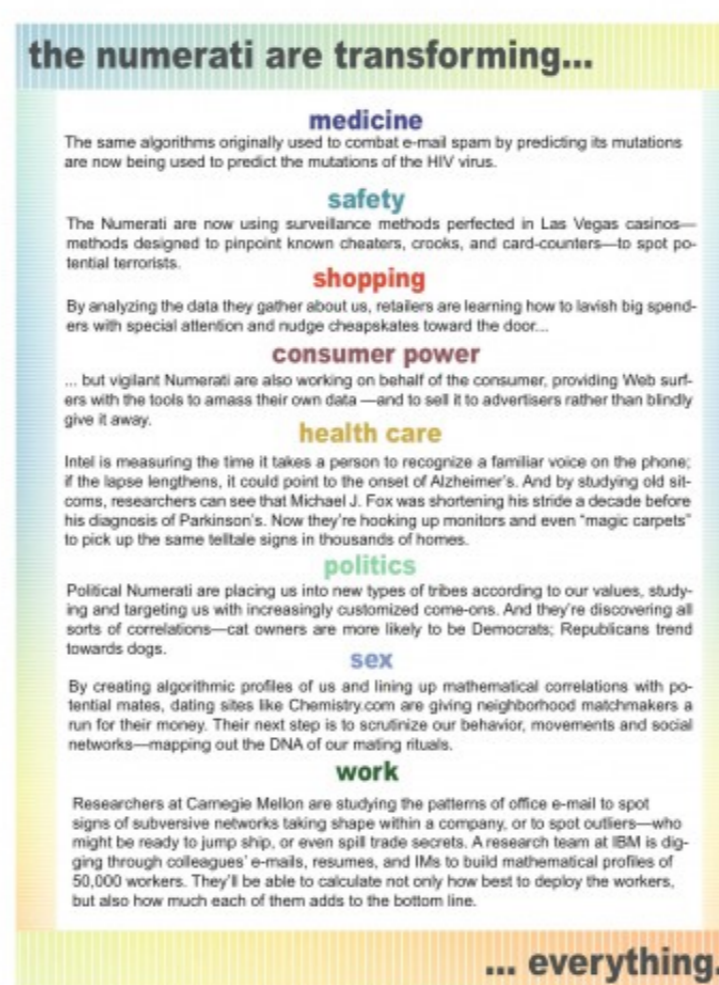 the numerati are transforming...
medicine
The same algorithms originally used to combat e-mail spam by predicting its mutations
are now being used to predict the mutations of the HIV virus.
safety
The Numerati are now using surveillance methods perfected in Las Vegas casinos—
methods designed to pinpoint known cheaters, crooks, and card-counters—to spot po-
tential terrorists.
shopping
By analyzing the data they gather about us, retailers are learning how to lavish big spend-
ers with special attention and nudge cheapskates toward the door...
consumer power
... but vigilant Numerati are also working on behalf of the consumer, providing Web surf-
ers with the tools to amass their own data —and to sell it to advertisers rather than blindly
give it away.
health care
Intel is measuring the time it takes a person to recognize a familiar voice on the phone;
if the lapse lengthens, it could point to the onset of Alzheimer's. And by studying old sit-
coms, researchers can see that Michael J. Fox was shortening his stride a decade before
his diagnosis of Parkinson's. Now they're hooking up monitors and even "magic carpets"
to pick up the same telltale signs in thousands of homes.
politics
Political Numerati are placing us into new types of tribes according to our values, study-
ing and targeting us with increasingly customized come-ons. And they're discovering all
sorts of correlations—cat owners are more likely to be Democrats; Republicans trend
towards dogs.
sex
By creating algorithmic profiles of us and lining up mathematical correlations with po-
tential mates, dating sites like Chemistry.com are giving neighborhood matchmakers a
run for their money. Their next step is to scrutinize our behavior, movements and social
networks—mapping out the DNA of our mating rituals.
work
Researchers at Carnegie Mellon are studying the patterns of office e-mail to spot
signs of subversive networks taking shape within a company, or to spot outliers—who
might be ready to jump ship, or even spill trade secrets. A research team at IBM is dig-
ging through colleagues' e-mails, resumes, and IMs to build mathematical profiles of
50,000 workers. They'll be able to calculate not only how best to deploy the workers,
but also how much each of them adds to the bottom line.
... everything.